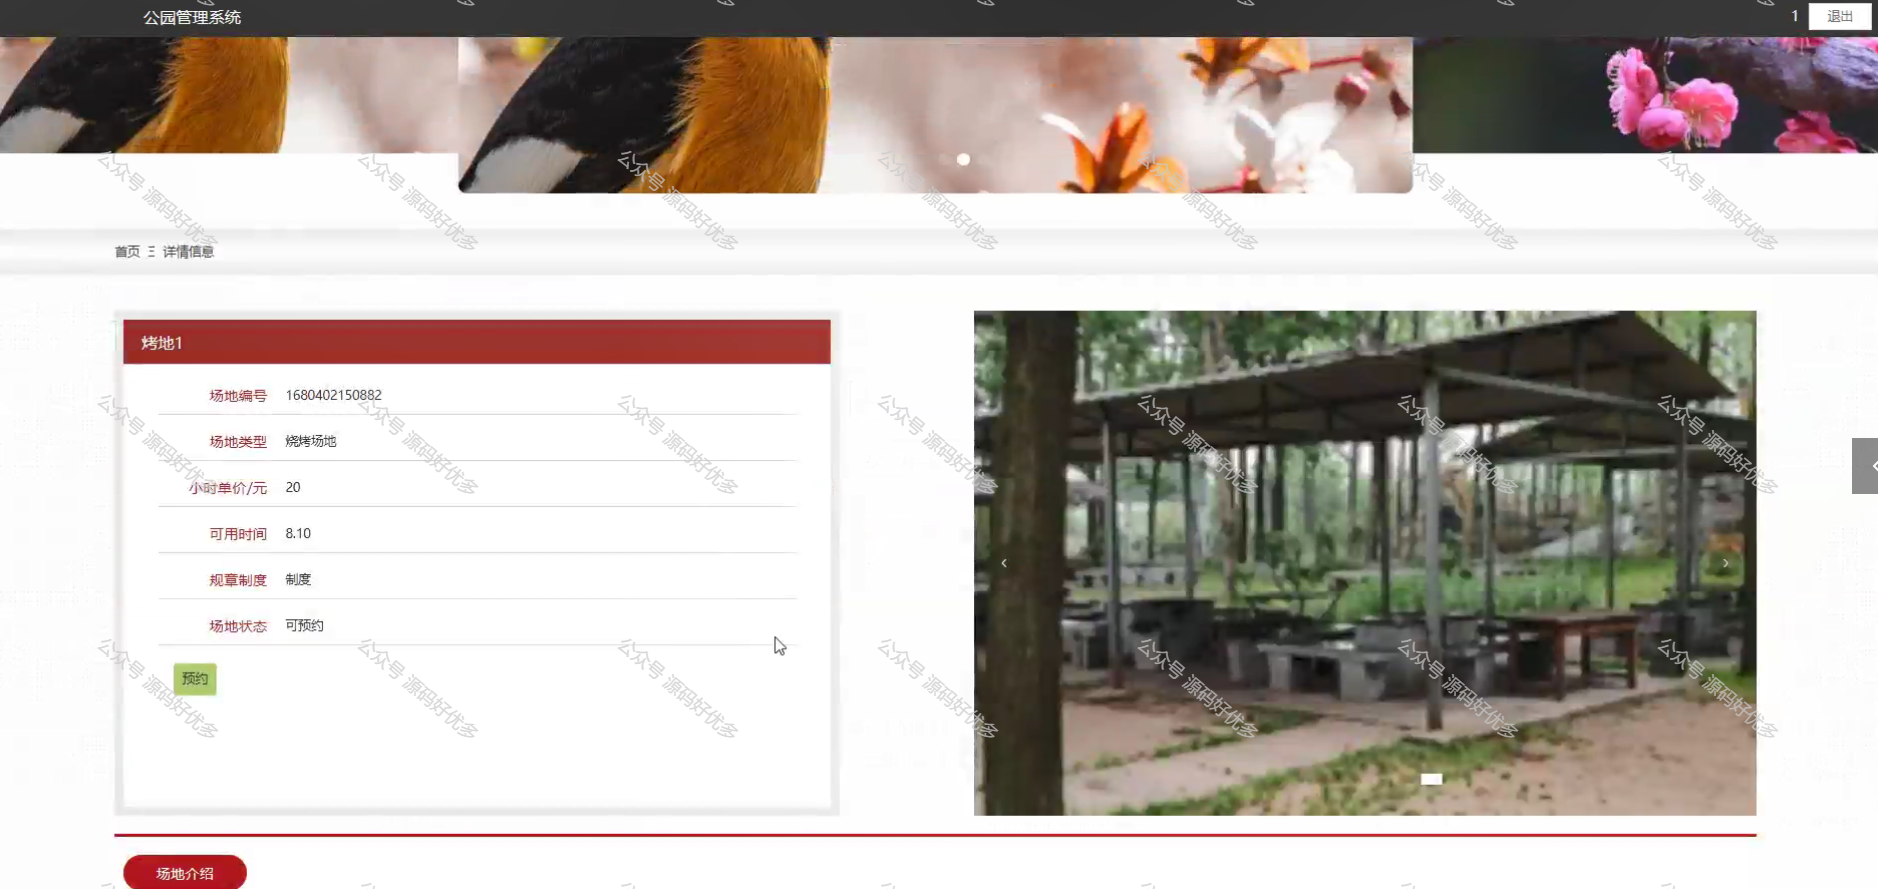 公园管理系统
1 退出
首页 三 详情信息
烤地1
场地编号 1680402150882
场地类型 烧烤场地
小时单价/元 20
可用时间 8.10
规章制度 制度
场地状态 可预约
预约
场地介绍
公众号 源码好优多